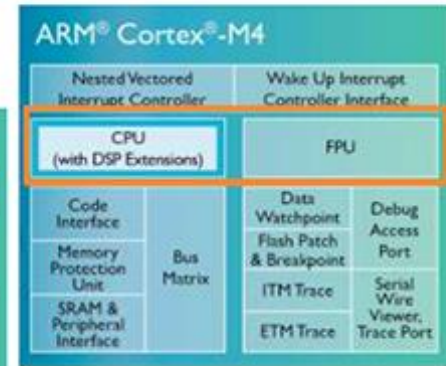 ARM® Cortex®-M4
Nested Vectored
Interrupt Controller
Wake Up Interrupt
Controller Interface
CPU
(with DSP Extensions)
FPU
Code
Interface
Memory
Protection
Unit
SRAM &
Peripheral
Interface
Bus
Matrix
Data
Watchpoint
Flash Patch
& Breakpoint
ITM Trace
ETM Trace
Debug
Access
Port
Serial
Wire
Viewer,
Trace Port